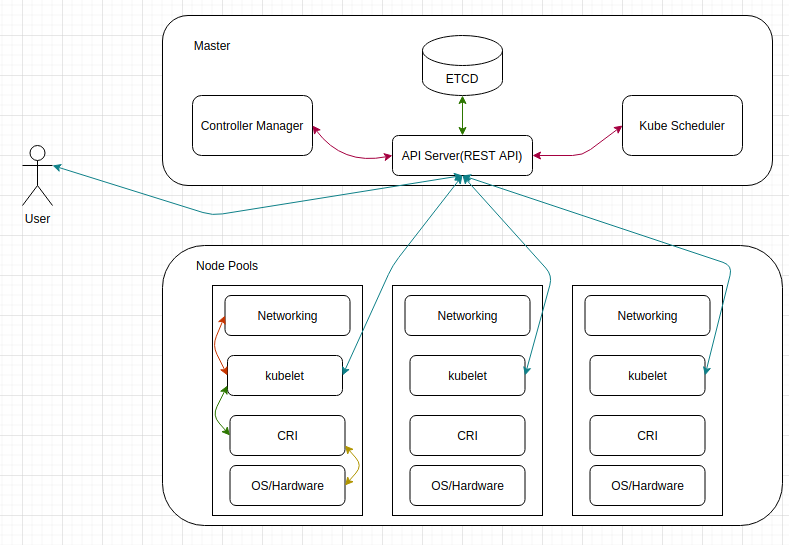 Master
ETCD
Controller Manager
API Server(REST API)
Kube Scheduler
User
Node Pools
Networking
kubelet
CRI
OS/Hardware
Networking
kubelet
CRI
OS/Hardware
Networking
kubelet
CRI
OS/Hardware